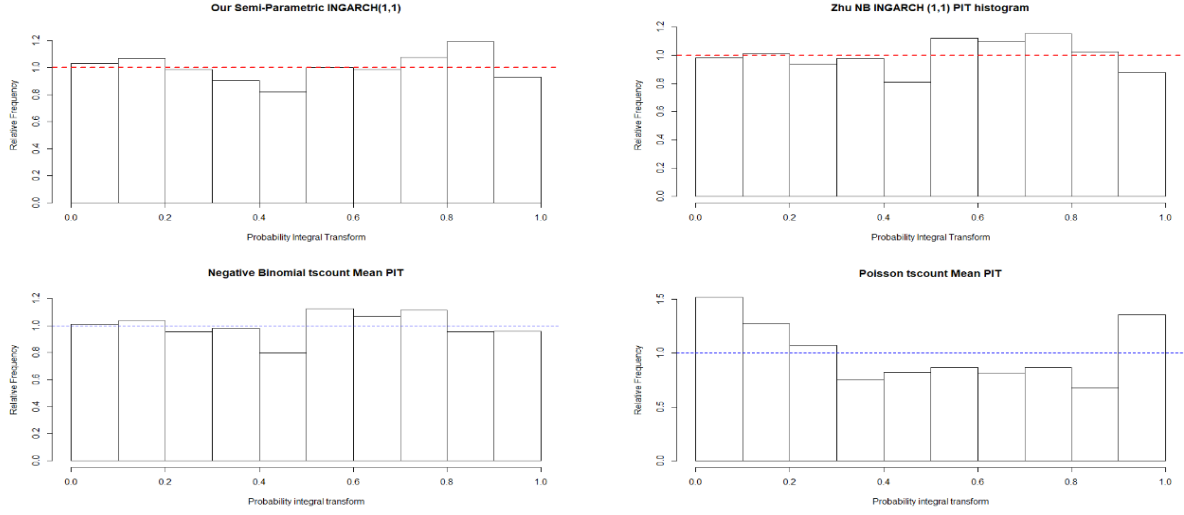 Our Semi-Parametric INGARCH(1,1)
Relative Frequency
0.0 0.2 0.4 0.6 0.8 1.0 1.2
0.0 0.2 0.4 0.6 0.8 1.0
Probability Integral Transform
Zhu NB INGARCH (1,1) PIT histogram
Relative Frequency
0.0 0.2 0.4 0.6 0.8 1.0 1.2
0.0 0.2 0.4 0.6 0.8 1.0
Probability Integral Transform
Negative Binomial tscount Mean PIT
Relative Frequency
0.0 0.2 0.4 0.6 0.8 1.0 1.2
0.0 0.2 0.4 0.6 0.8 1.0
Probability integral transform
Poisson tscount Mean PIT
Relative Frequency
0.0 0.5 1.0 1.5
0.0 0.2 0.4 0.6 0.8 1.0
Probability integral transform